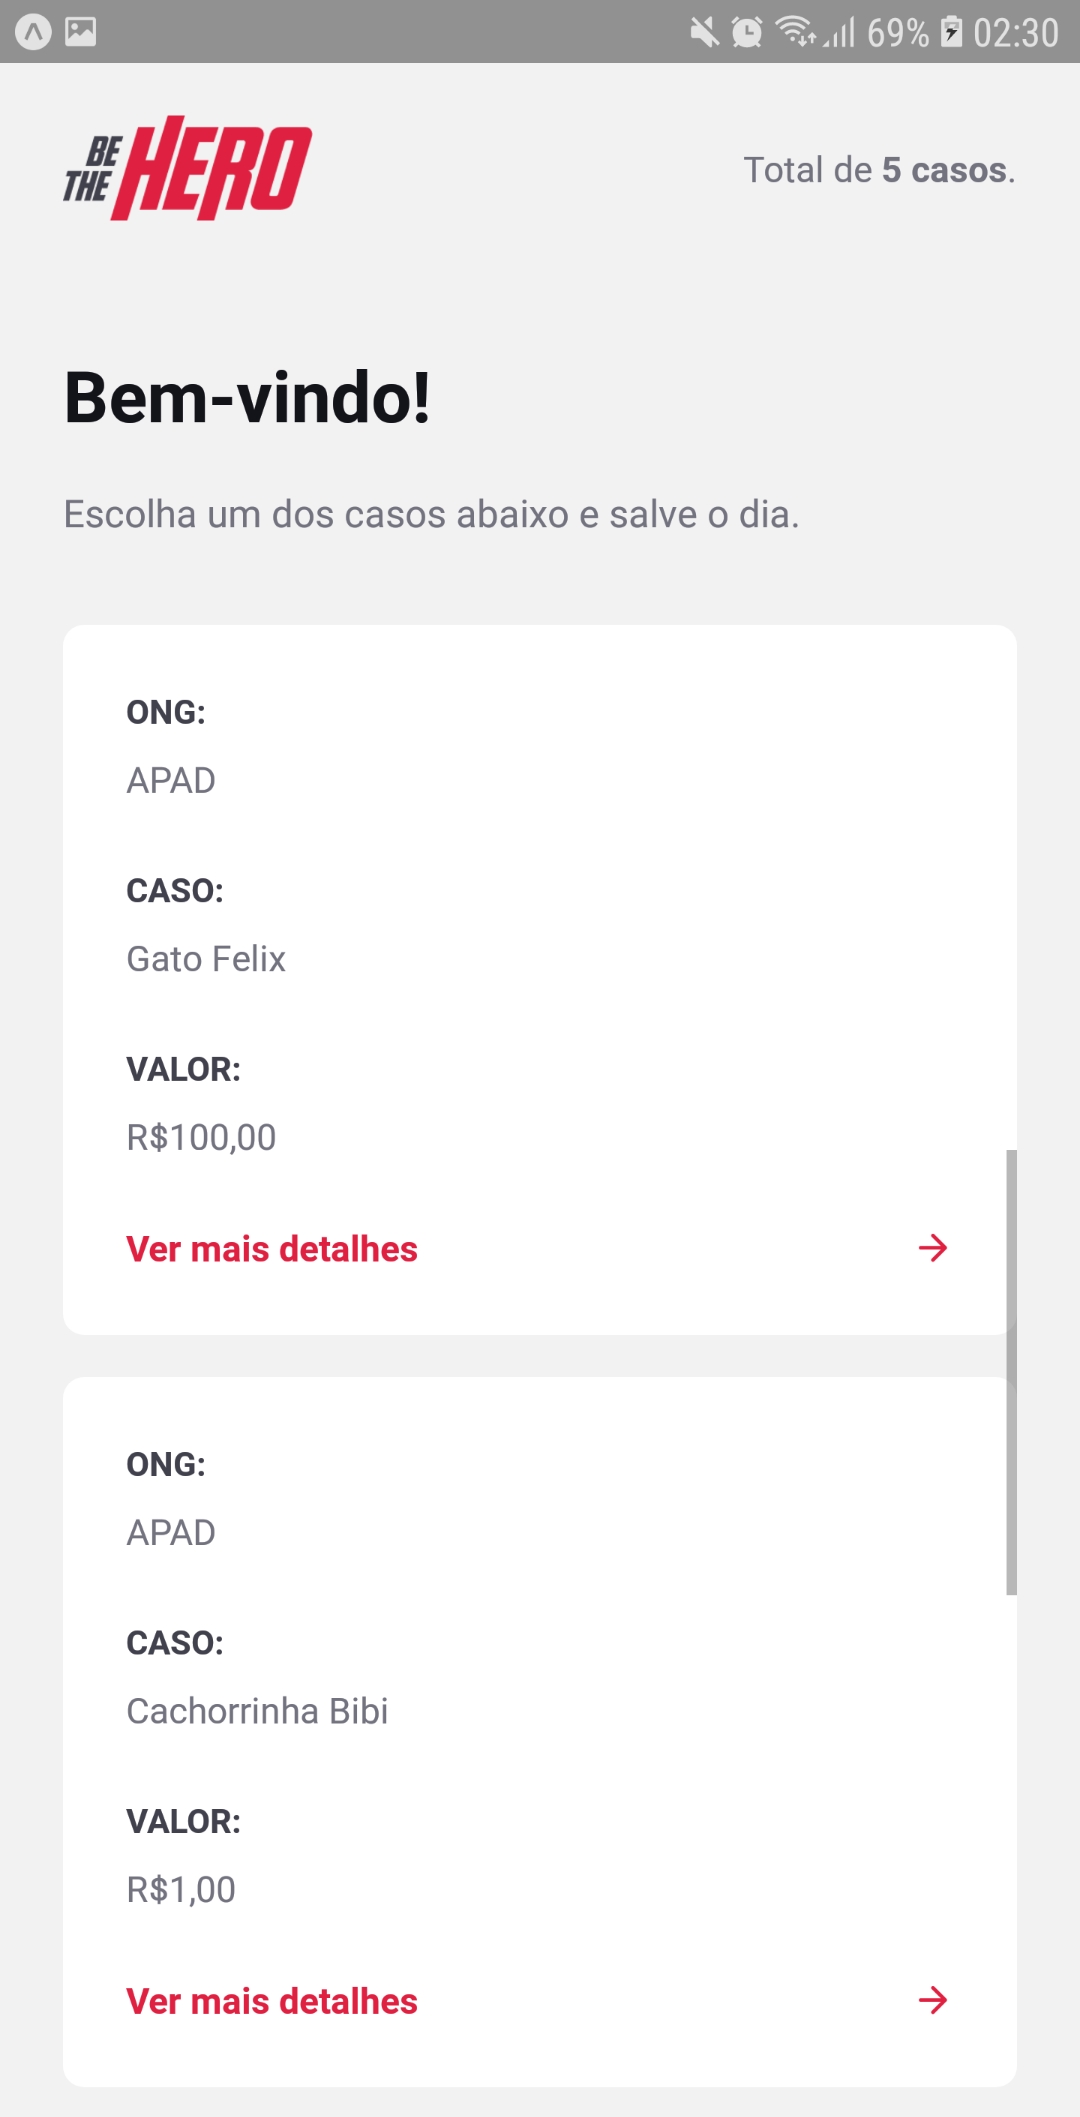 69% 02:30
BE THE HERO
Total de 5 casos.
Bem-vindo!
Escolha um dos casos abaixo e salve o dia.
ONG:
APAD
CASO:
Gato Felix
VALOR:
R$100,00
Ver mais detalhes
ONG:
APAD
CASO:
Cachorrinha Bibi
VALOR:
R$1,00
Ver mais detalhes